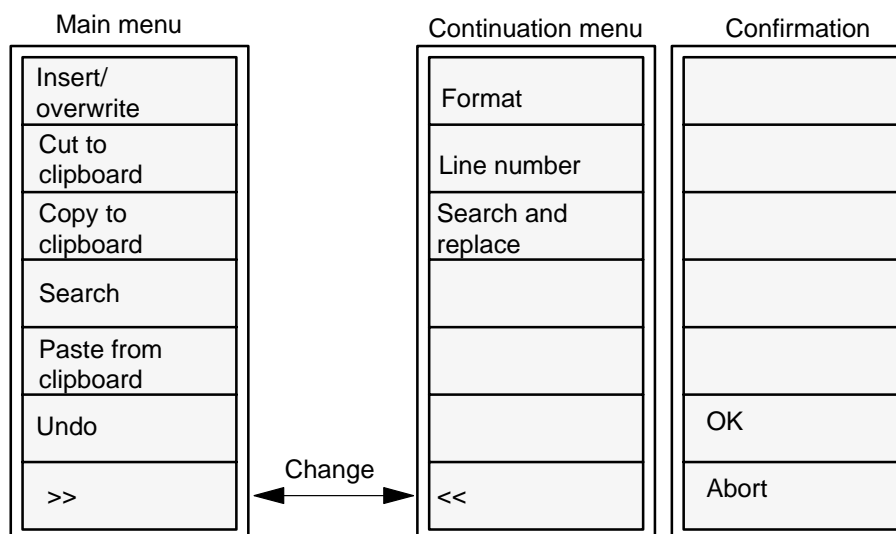 Main menu
Insert/
overwrite
Cut to
clipboard
Copy to
clipboard
Search
Paste from
clipboard
Undo
>>
Change
Continuation menu
Format
Line number
Search and
replace
<<
Confirmation
OK
Abort